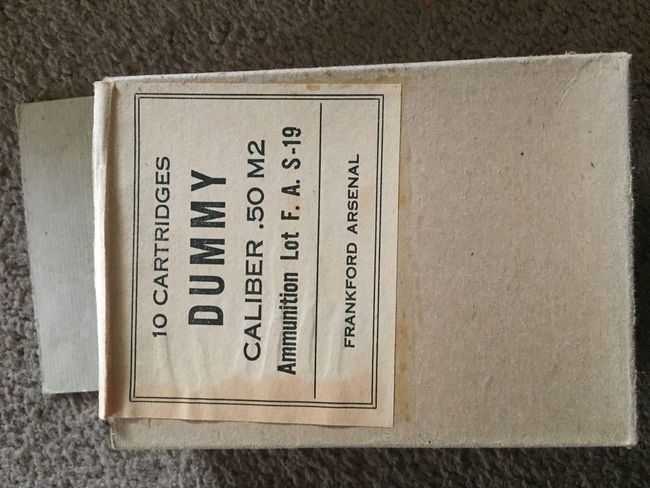 10 CARTRIDGES
DUMMY
CALIBER .50 M2
Ammunition Lot F. A. S-19
FRANKFORD ARSENAL